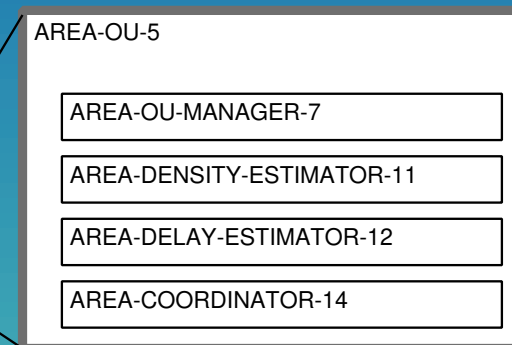 AREA-OU-5
AREA-OU-MANAGER-7
AREA-DENSITY-ESTIMATOR-11
AREA-DELAY-ESTIMATOR-12
AREA-COORDINATOR-14